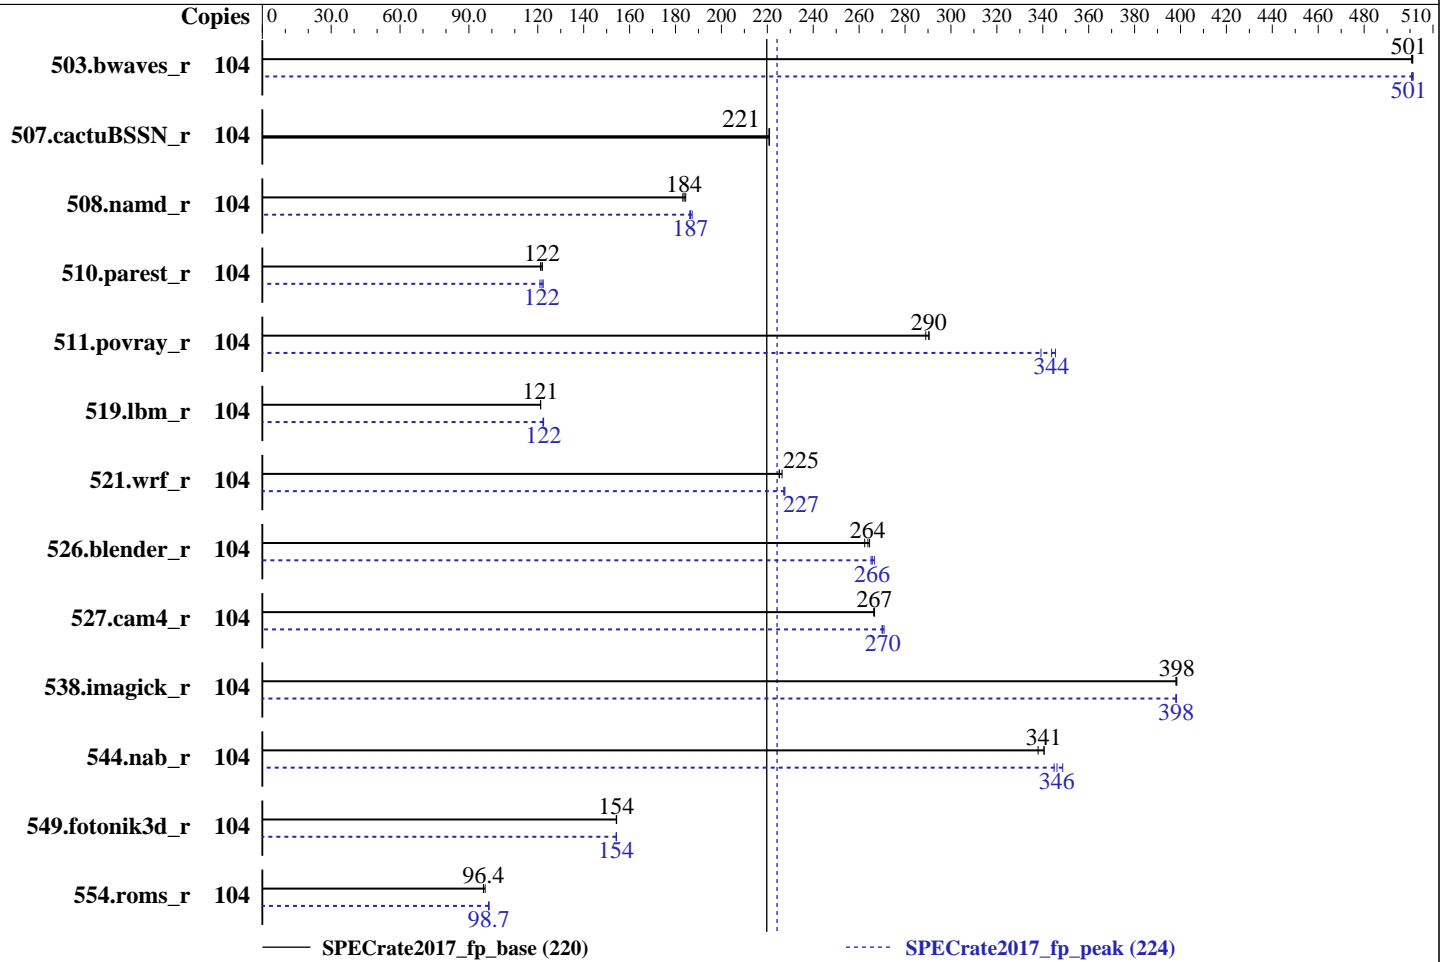 Copies 0 30.0 60.0 90.0 122 140 160 180 200 220 240 260 280 300 320 340 360 380 400 420 440 460 480 510
503.bwaves_r 104 501
501
507.cactuBSSN_r 104 221
508.namd_r 104 184
187
510.parest_r 104 122
122
511.povray_r 104 290
344
519.lbm_r 104 121
122
521.wrf_r 104 225
227
526.blender_r 104 264
266
527.cam4_r 104 267
270
538.imagick_r 104 398
398
544.nab_r 104 341
346
549.fotonik3d_r 104 154
154
554.roms_r 104 96.4
98.7
SPECrate2017_fp_base (220) SPECrate2017_fp_peak (224)